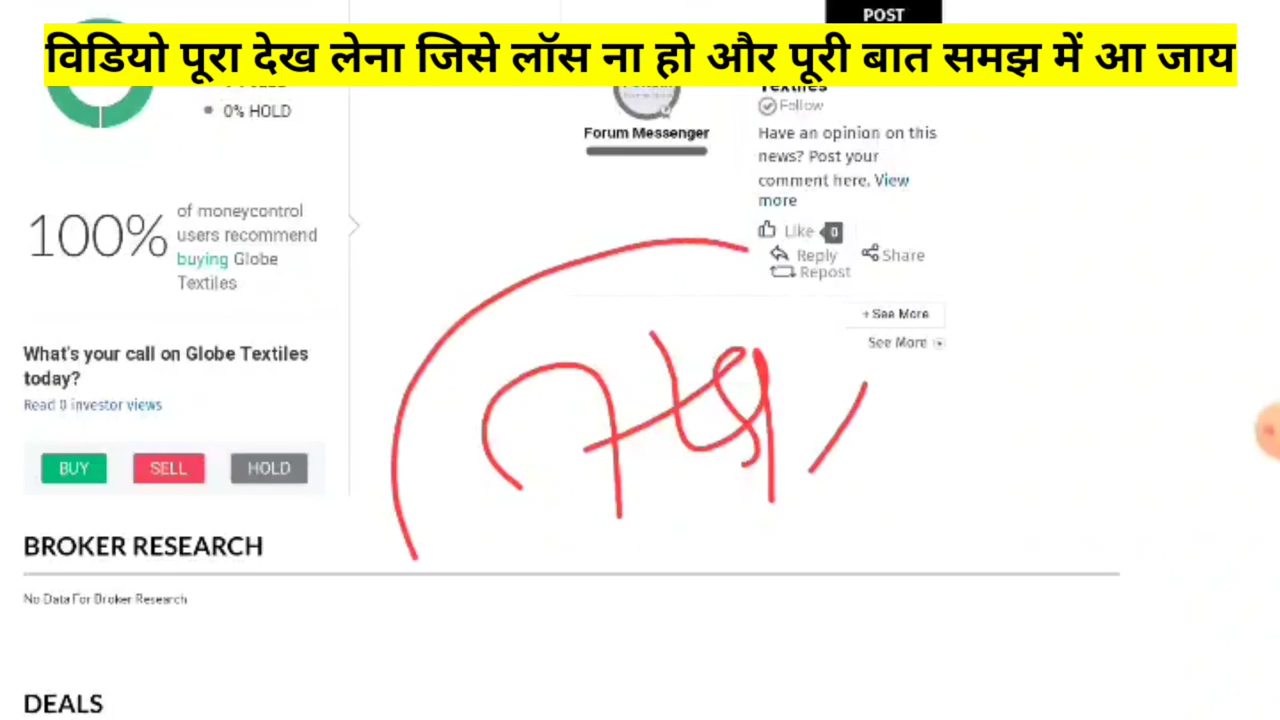 POST
विडियो पूरा देख लेना जिसे लॉस ना हो और पूरी बात समझ में आ जाय
0% HOLD
100%
of moneycontrol
users recommend
buying Globe
Textiles
What's your call on Globe Textiles
today?
Read 0 investor views
BUY SELL HOLD
Forum Messenger
Textiles
Follow
Have an opinion on this
news? Post your
comment here. View
more
Like 0
Reply Share
Repost
+ See More
See More
BROKER RESEARCH
No Data For Broker Research
DEALS